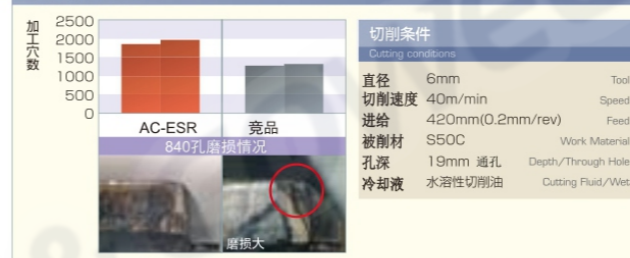 加工穴数
2500
2000
1500
1000
500
0
AC-ESR 竞品
840孔磨损情况
磨损大
切削条件
Cutting conditions
直径 6mm Tool
切削速度 40m/min Speed
进给 420mm(0.2mm/rev) Feed
被削材 S50C Work Material
孔深 19mm 通孔 Depth/Through Hole
冷却液 水溶性切削油 Cutting Fluid/Wet